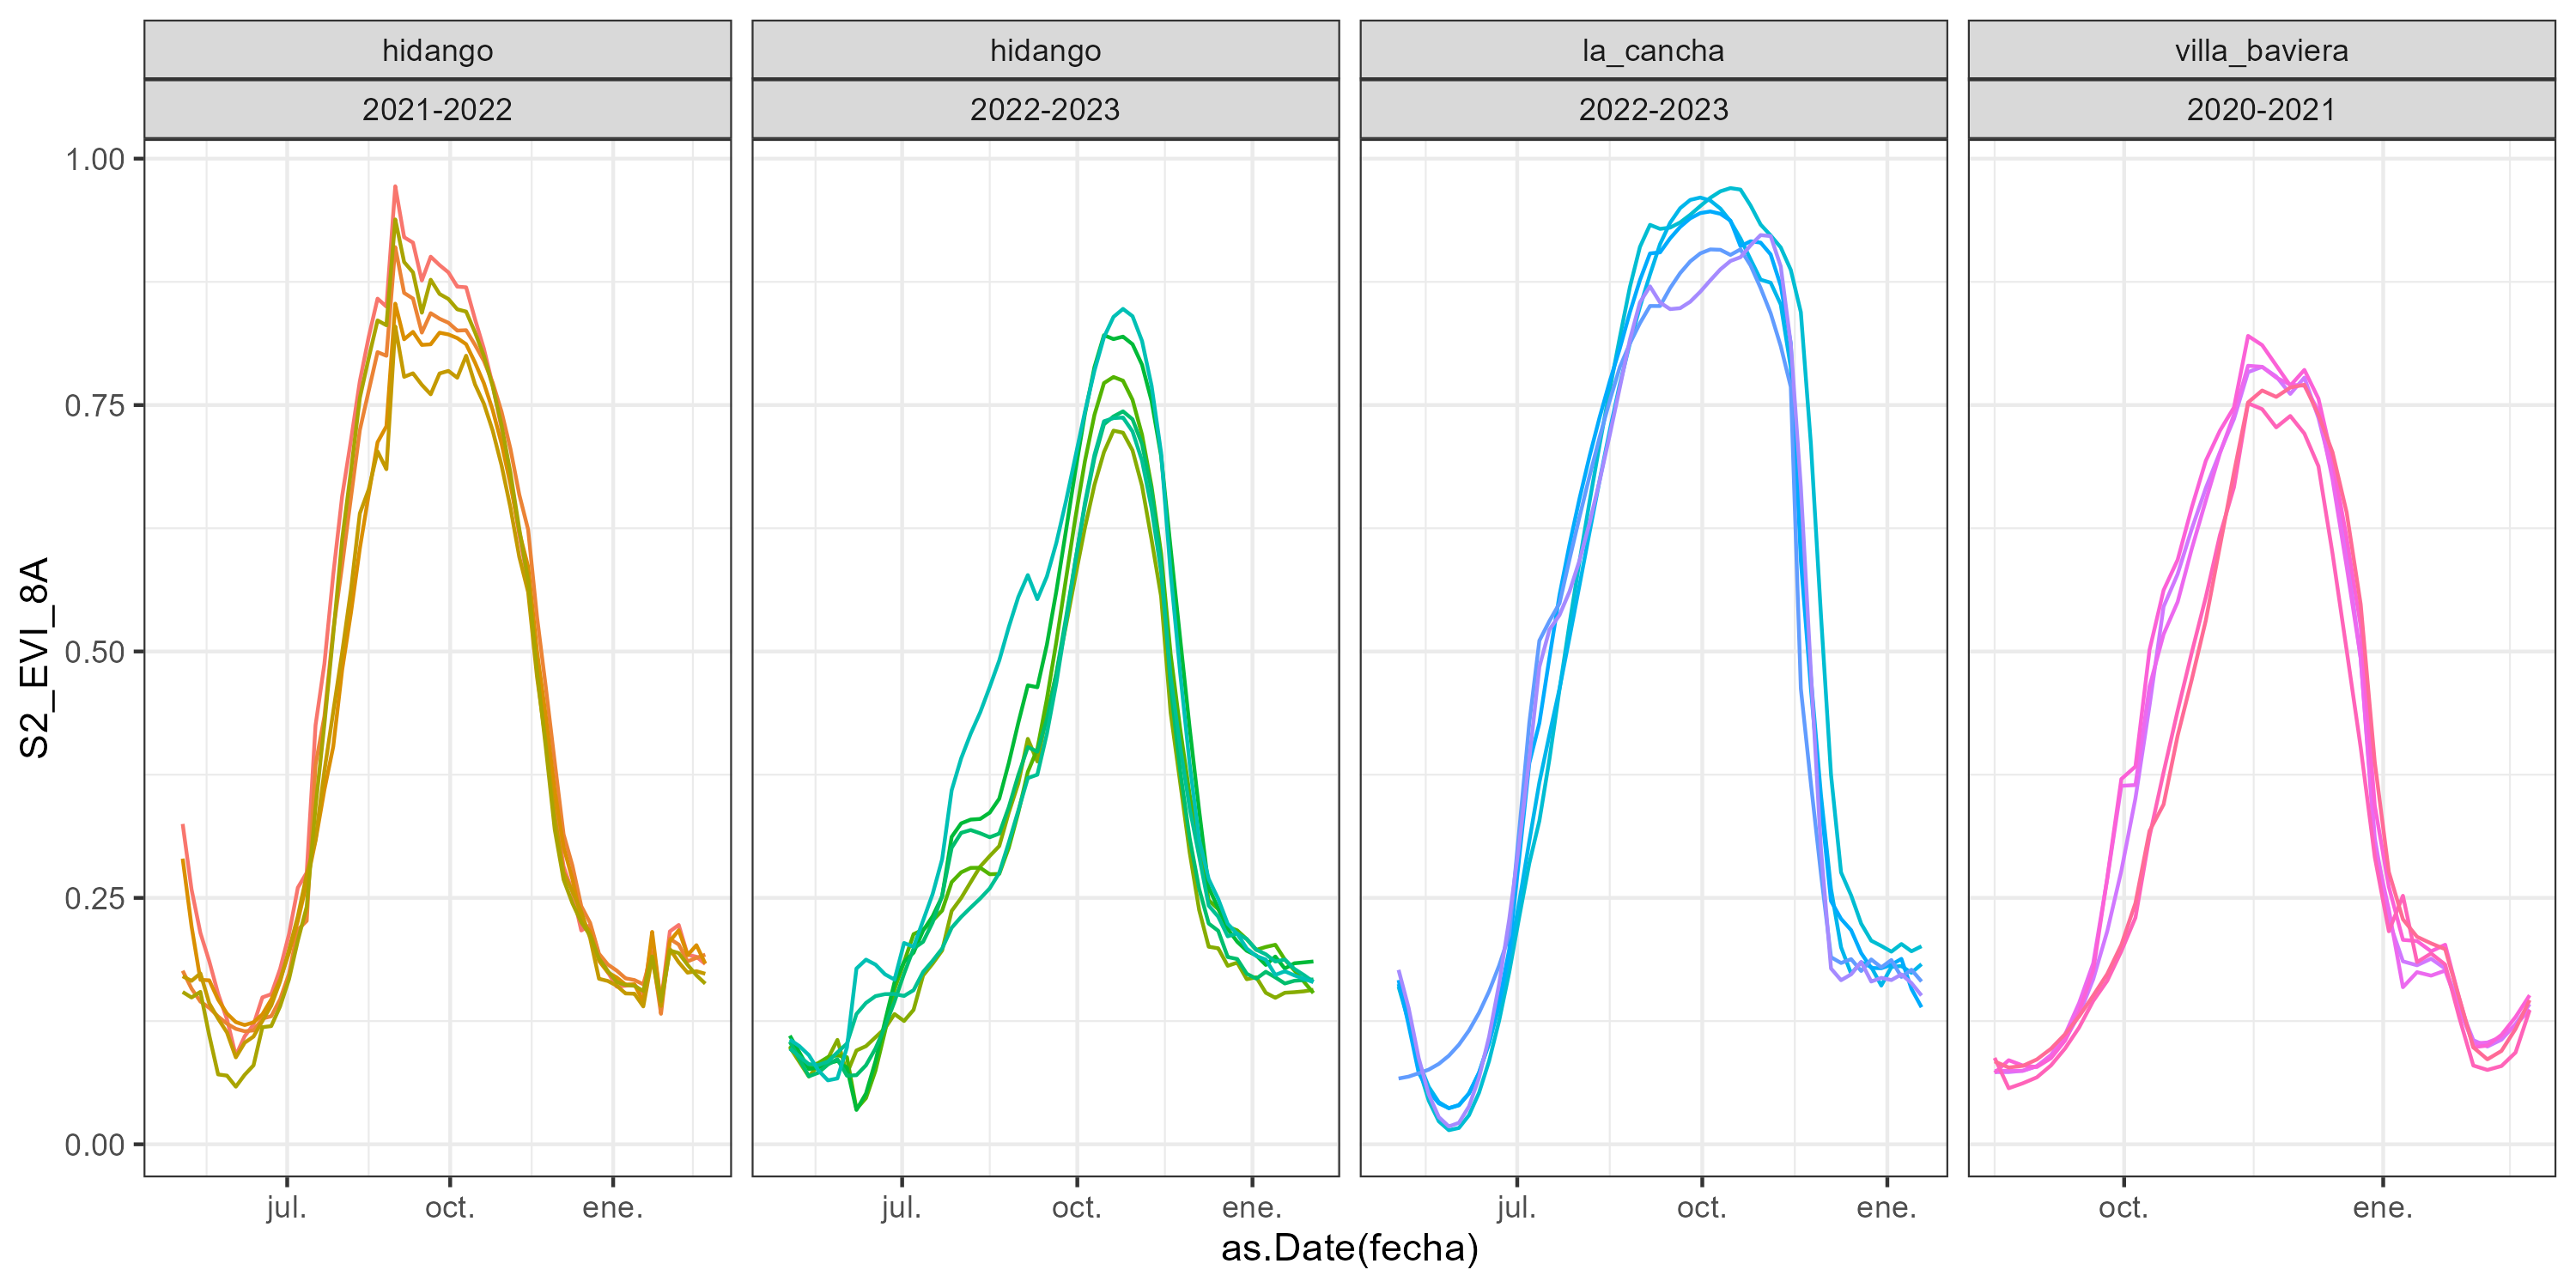 hidango
hidango
la_cancha
villa_baviera
2021-2022
2022-2023
2022-2023
2020-2021
1.00
0.75
0.50
0.25
0.00
S2_EVI_8A
jul.
oct.
ene.
jul.
oct.
ene.
jul.
oct.
ene.
oct.
ene.
as.Date(fecha)